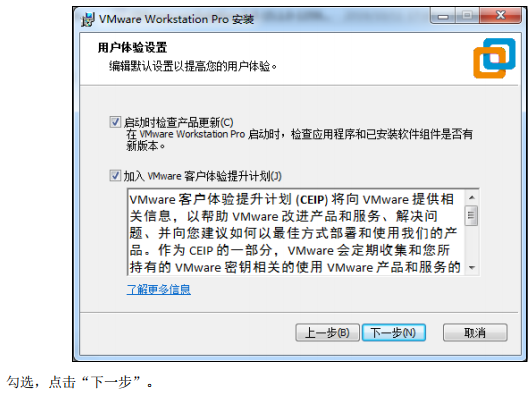 VMware Workstation Pro 安装
用户体验设置
编辑默认设置以提高您的用户体验。
启动时检查产品更新(C)
在 VMware Workstation Pro 启动时，检查应用程序和已安装软件组件是否有
新版本。
加入 VMware 客户体验提升计划(J)
VMware 客户体验提升计划 (CEIP) 将向 VMware 提供相
关信息，以帮助 VMware 改进产品和服务、解决问
题、并向您建议如何以最佳方式部署和使用我们的产
品。作为 CEIP 的一部分，VMware 会定期收集和您所
持有的 VMware 密钥相关的使用 VMware 产品和服务的
了解更多信息
上一步(B) 下一步(N) 取消
勾选，点击“下一步”。